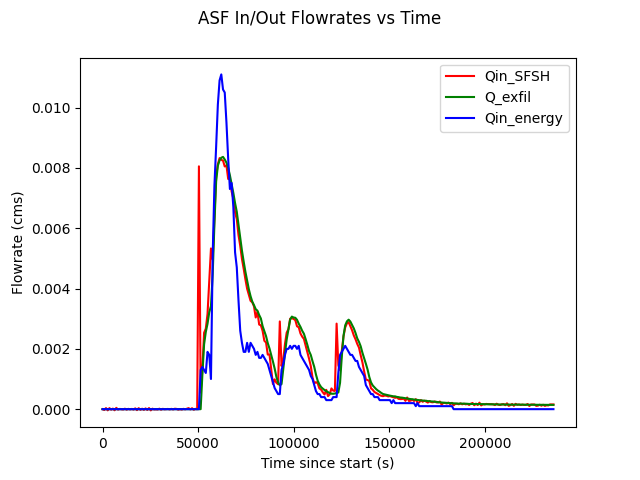 ASF In/Out Flowrates vs Time
Qin_SFSH
Q_exfil
Qin_energy
Flowrate (cms)
0.010
0.008
0.006
0.004
0.002
0.000
0 50000 100000 150000 200000
Time since start (s)